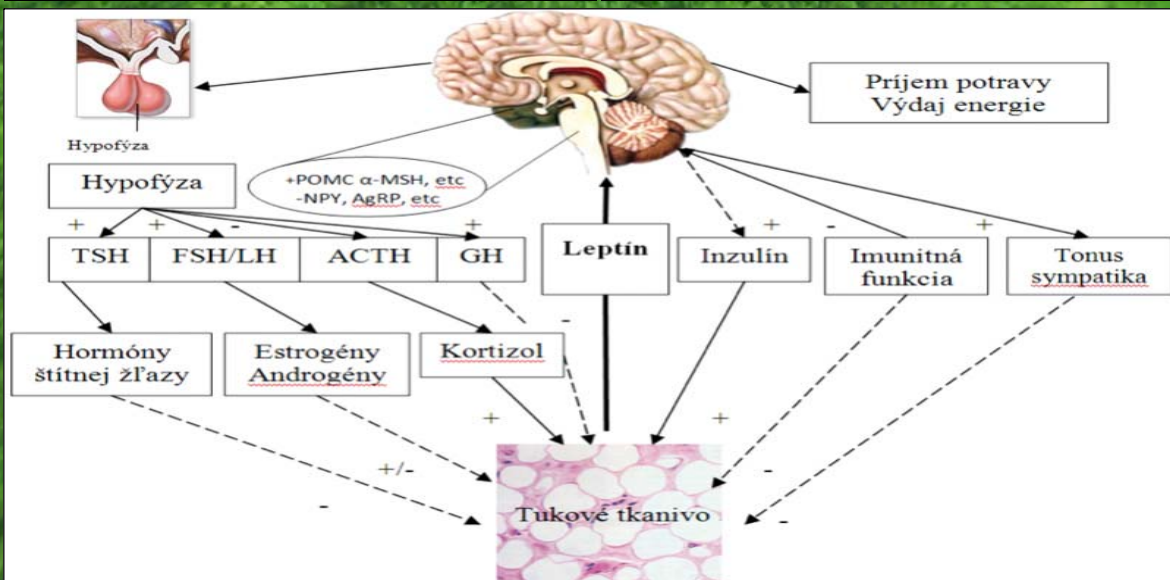 Hypofýza
Príjem potravy
Výdaj energie
Hypofýza
+POMC α-MSH, etc
-NPY, AgRP, etc
+ + - + + - +
TSH
FSH/LH
ACTH
GH
Leptín
Inzulín
Imunitná
funkcia
Tonus
sympatika
-
Hormóny
štítnej žľazy
Estrogény
Androgény
Kortizol
+ +
+/- -
- -
Tukové tkanivo